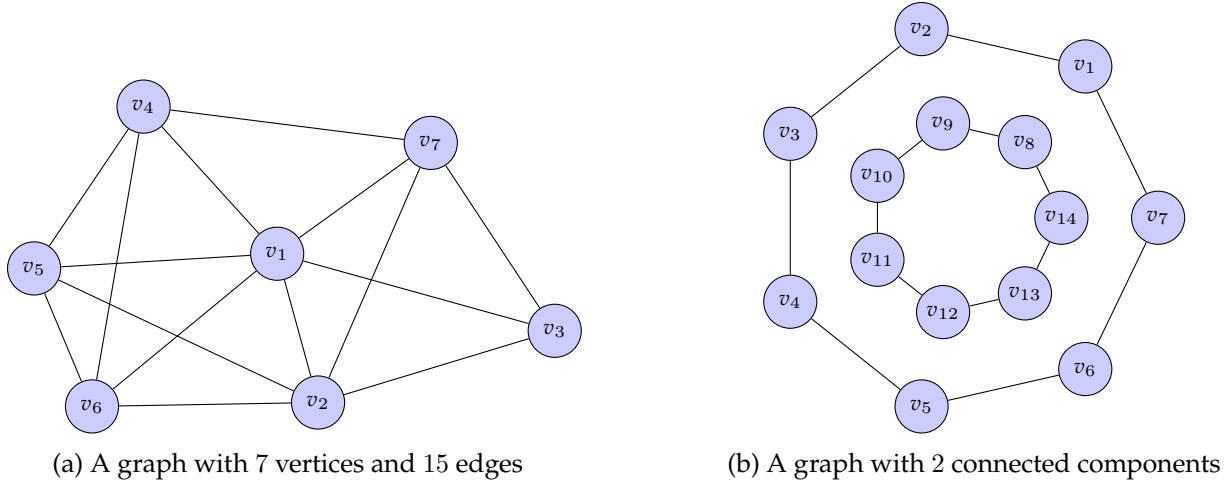 v4
v7
v1
v5
v3
v6
v2
(a) A graph with 7 vertices and 15 edges
v2
v1
v9
v8
v3
v10
v14
v7
v11
v13
v4
v12
v6
v5
(b) A graph with 2 connected components